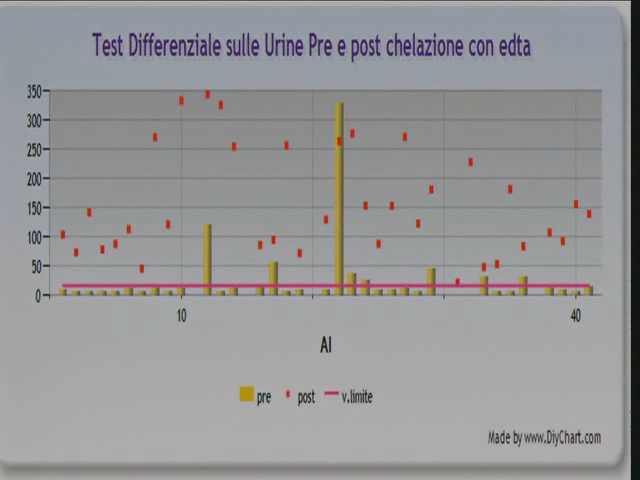 Test Differenziale sulle Urine Pre e post chelazione con edta
350
300
250
200
150
100
50
0
10
40
Al
pre post v.limite
Made by www.DiyChart.com